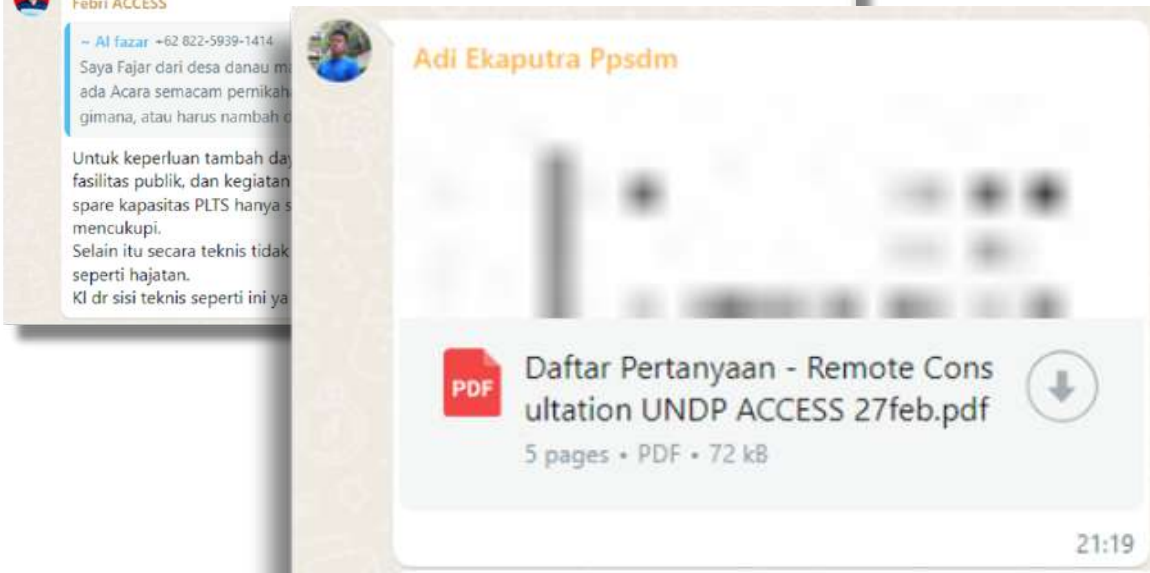 Febri ACCESS
~ Al fazar +62 822-5939-1414
Saya Fajar dari desa danau
ada Acara semacam
gimana, atau harus nambah
Untuk keperluan tambah
fasilitas publik, dan kegiatan
spare kapasitas PLTS hanya
mencukupi.
Selain itu secara teknis tidak
seperti hajatan.
Kl dr sisi teknis seperti ini ya
Adi Ekaputra Ppsdm
PDF
Daftar Pertanyaan - Remote Cons
ultation UNDP ACCESS 27feb.pdf
5 pages • PDF • 72 kB
21:19